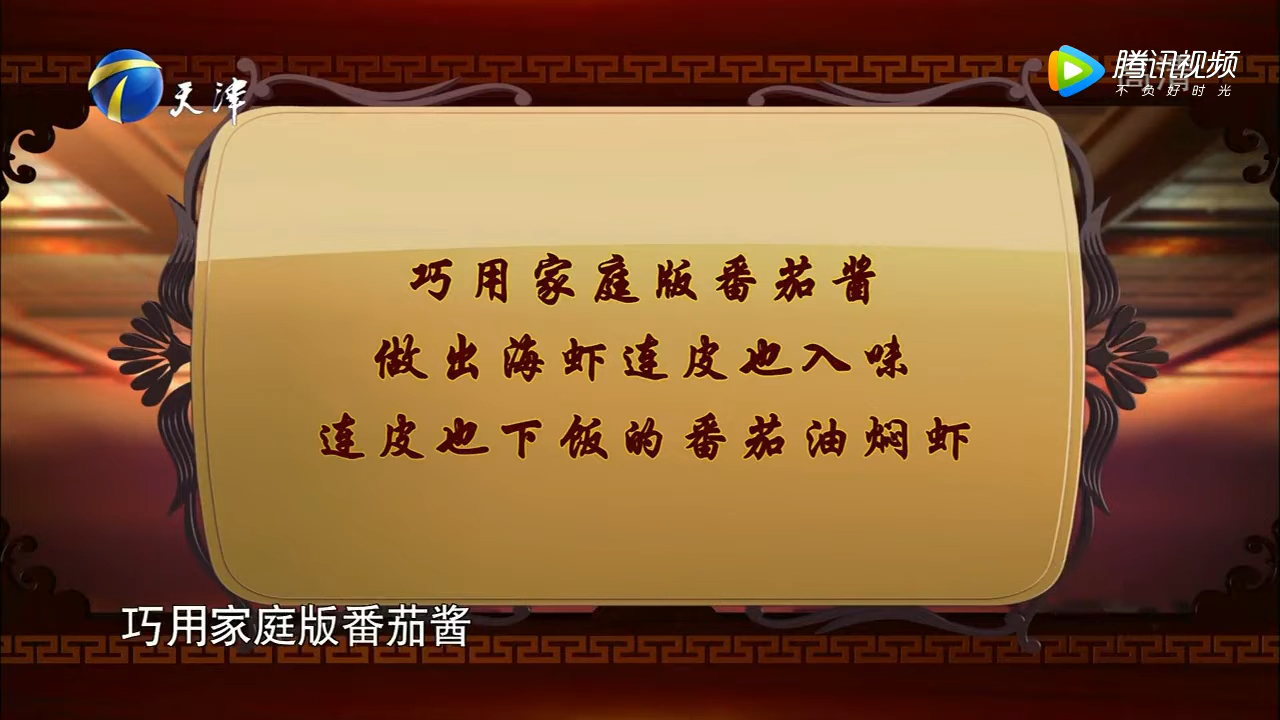 天津
腾讯视频
不负好时光
巧用家庭版番茄酱
做出海虾连皮也入味
连皮也下饭的番茄油焖虾
巧用家庭版番茄酱